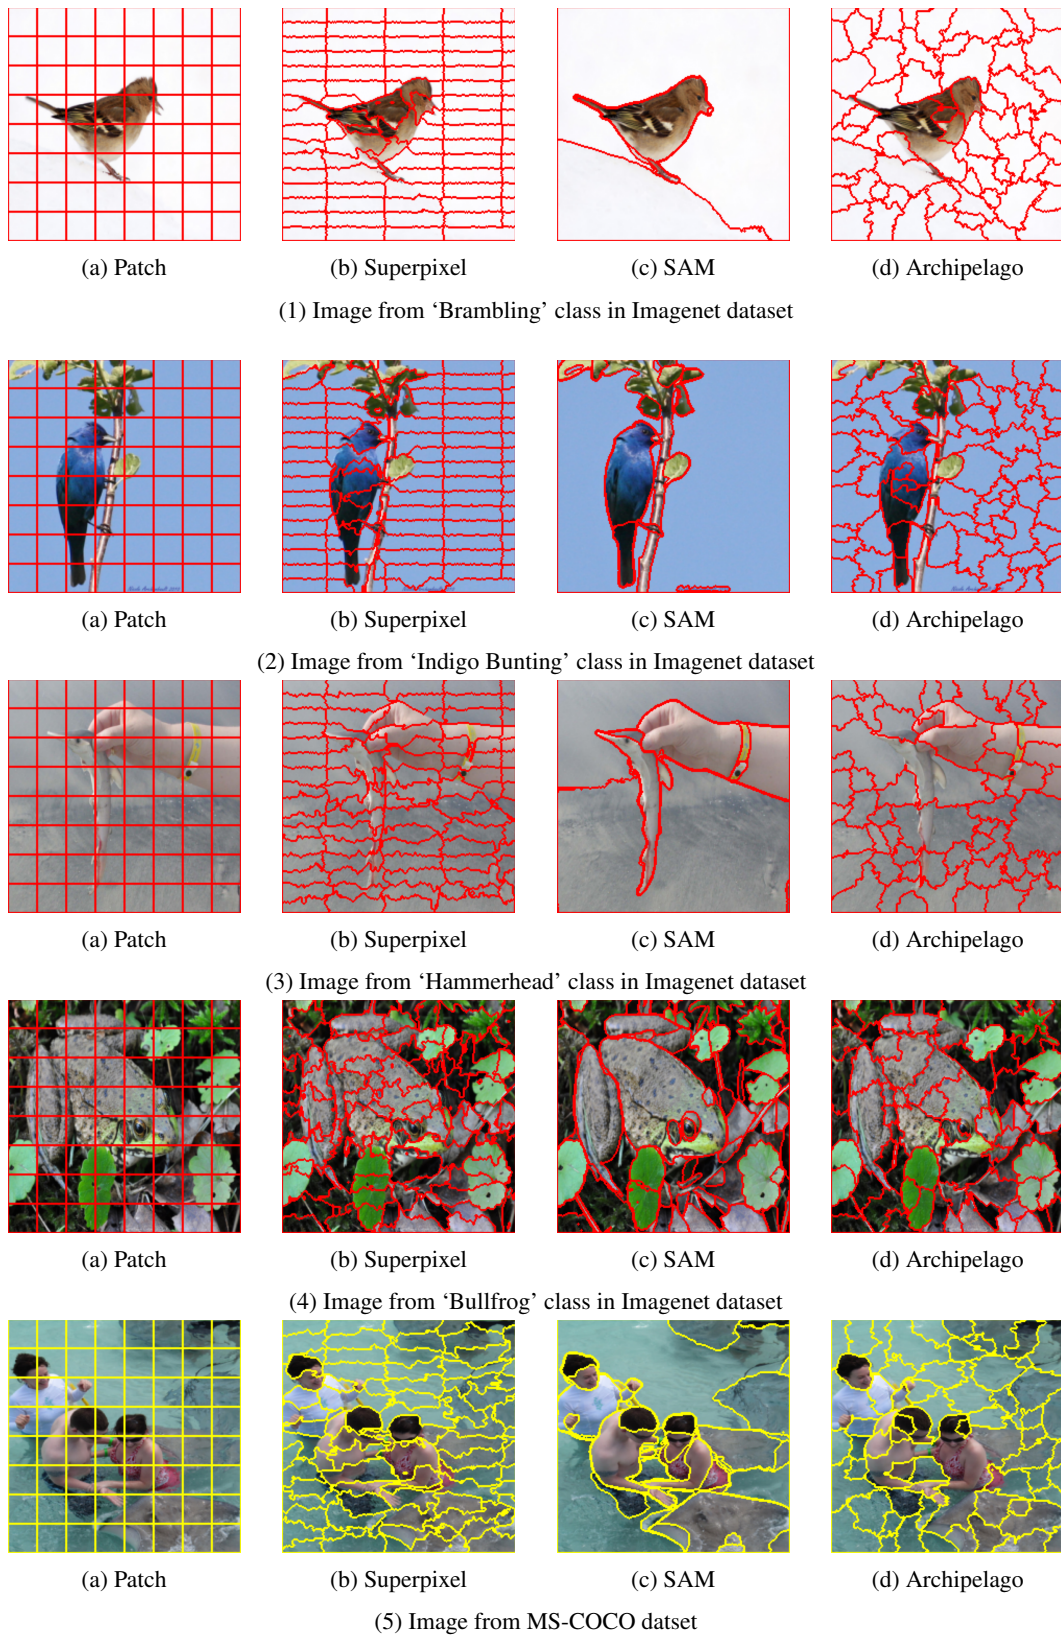 (a) Patch (b) Superpixel (c) SAM (d) Archipelago
(1) Image from ‘Brambling’ class in Imagenet dataset
(a) Patch (b) Superpixel (c) SAM (d) Archipelago
(2) Image from ‘Indigo Bunting’ class in Imagenet dataset
(a) Patch (b) Superpixel (c) SAM (d) Archipelago
(3) Image from ‘Hammerhead’ class in Imagenet dataset
(a) Patch (b) Superpixel (c) SAM (d) Archipelago
(4) Image from ‘Bullfrog’ class in Imagenet dataset
(a) Patch (b) Superpixel (c) SAM (d) Archipelago
(5) Image from MS-COCO datset